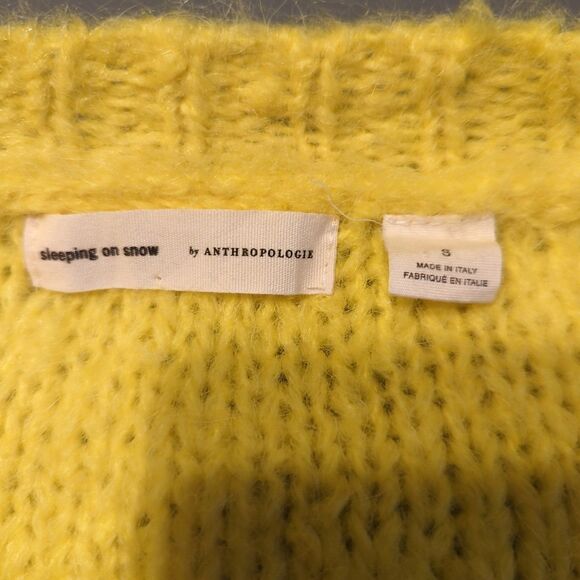 sleeping on snow by ANTHROPOLOGIE
S
MADE IN ITALY
FABRIQUÉ EN ITALIE